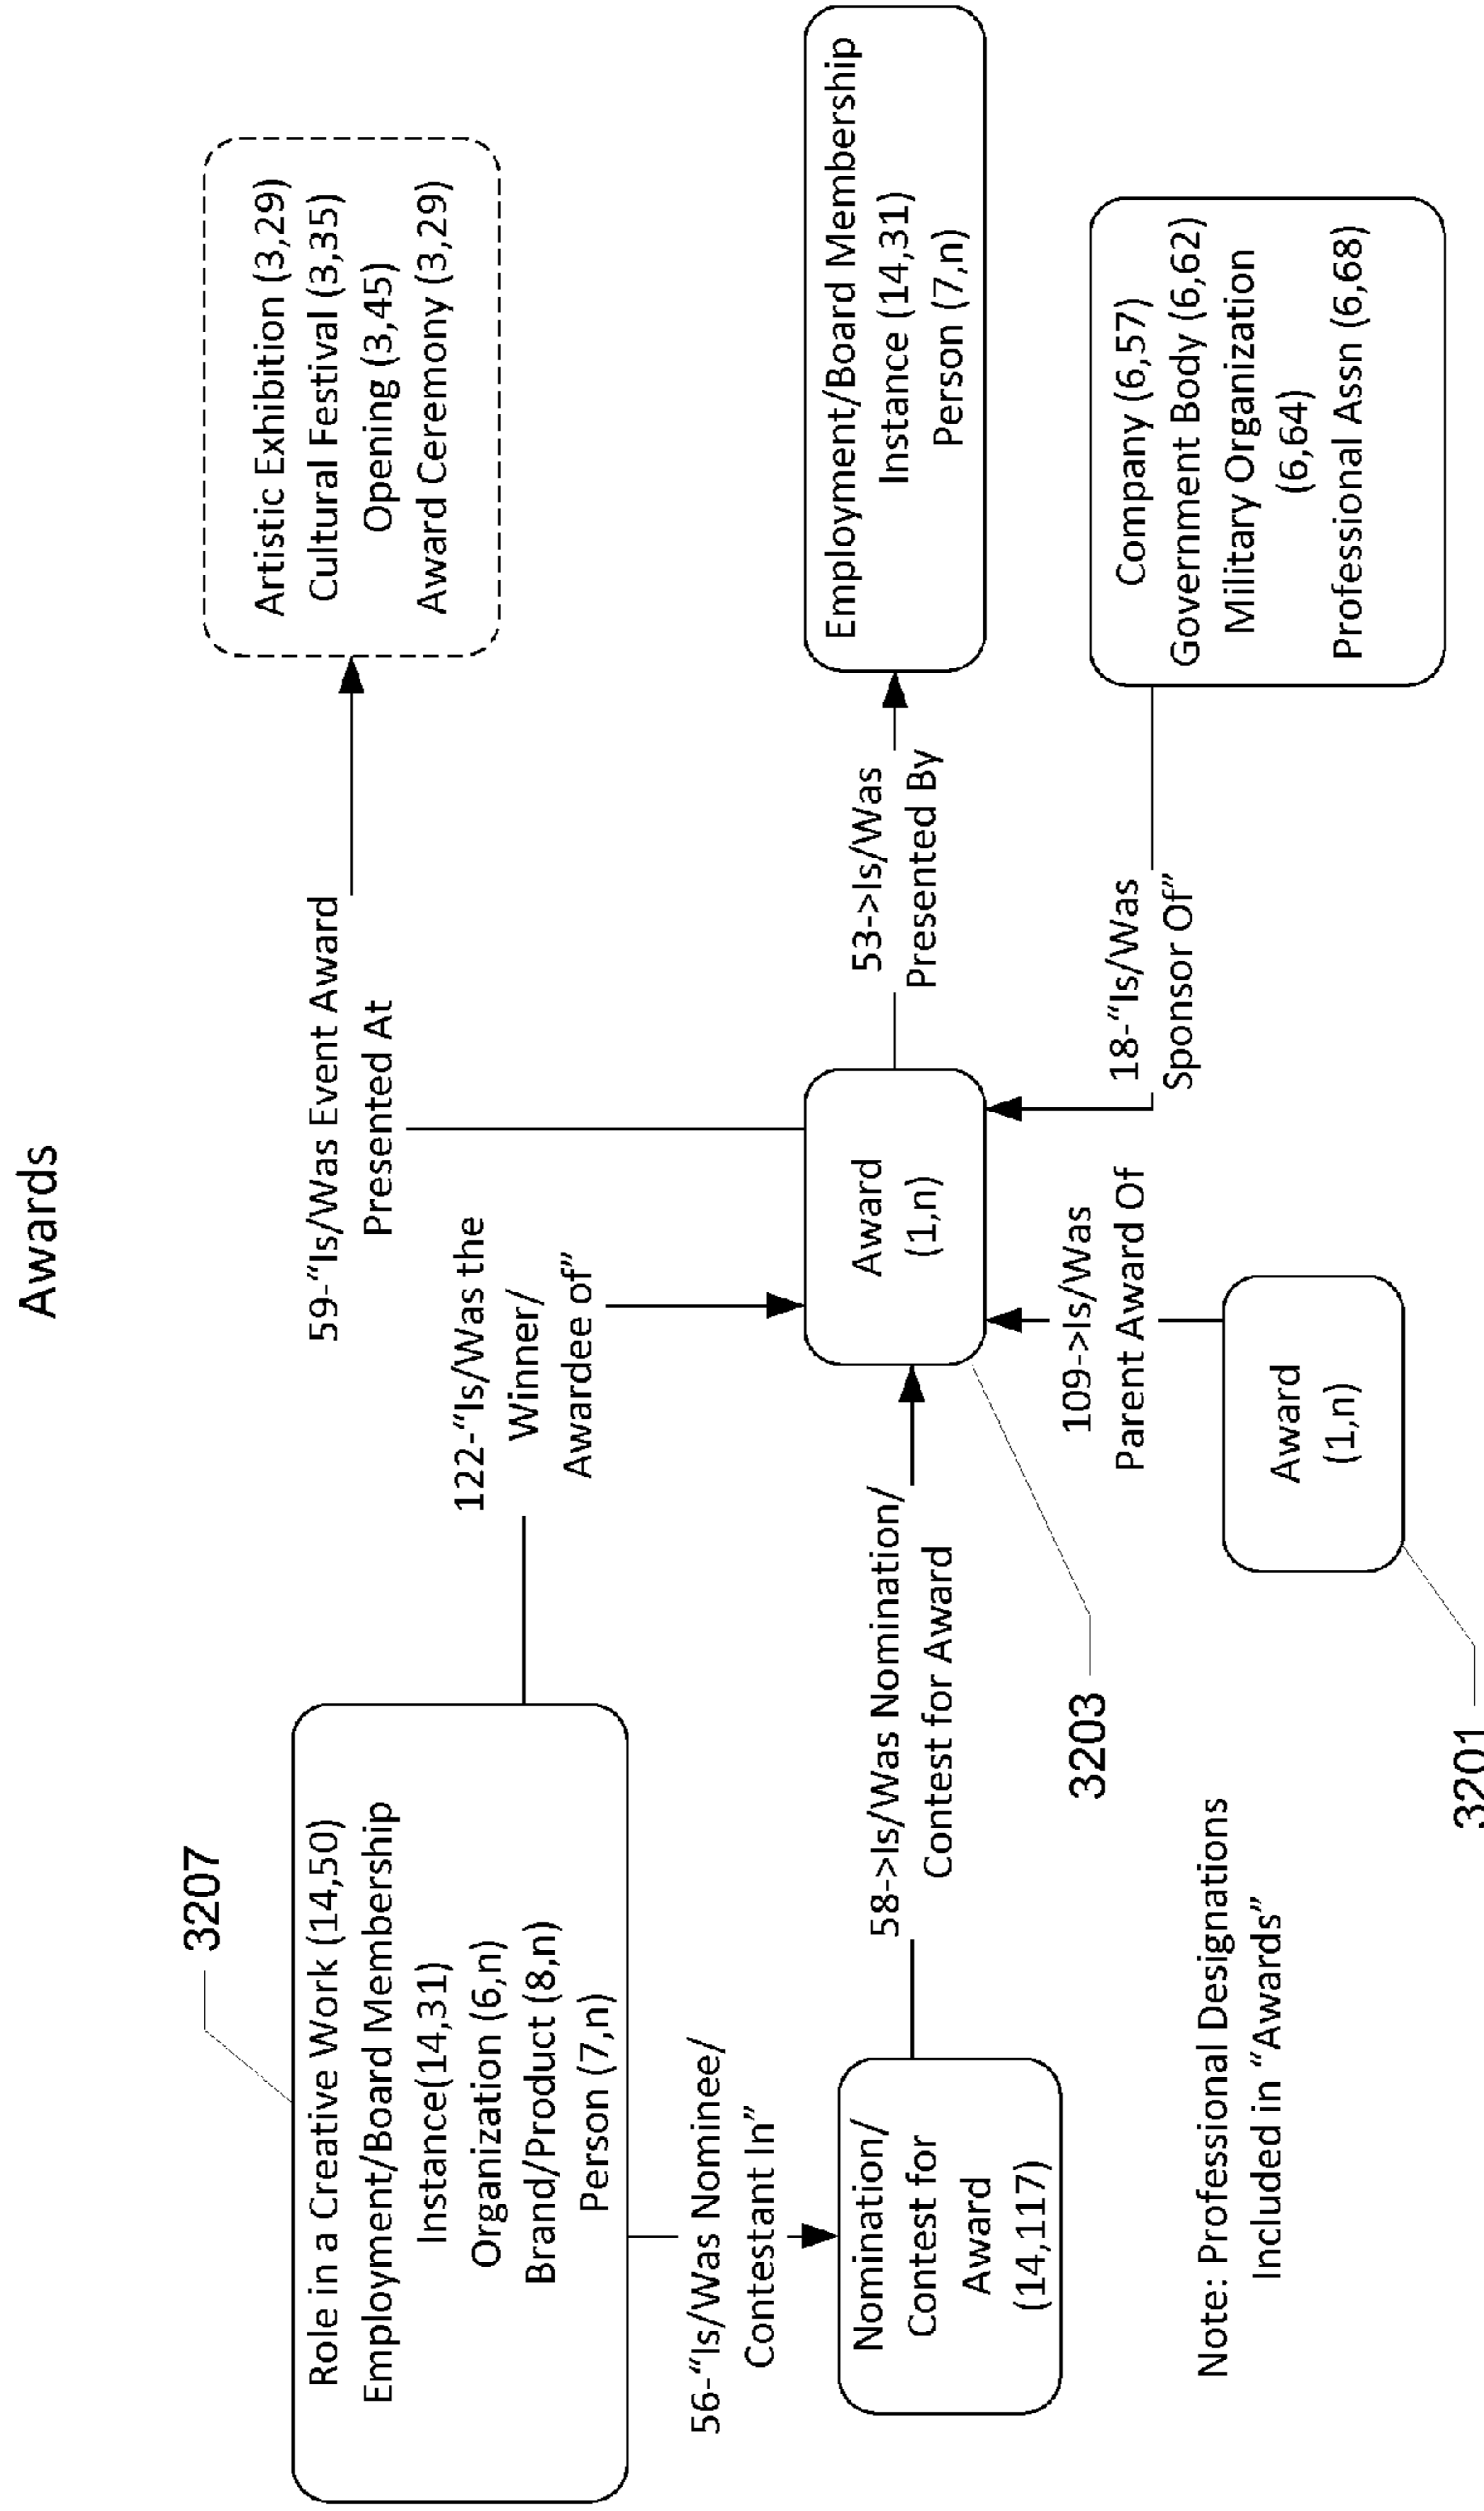 Awards
3207
Role in a Creative Work (14,50)
Employment/Board Membership
Instance(14,31)
Organization (6,n)
Brand/Product (8,n)
Person (7,n)
59-“Is/Was Event Award
Presented At
Artistic Exhibition (3,29)
Cultural Festival (3,35)
Opening (3,45)
Award Ceremony (3,29)
122-“Is/Was the
Winner/
Awardee of”
56-“Is/Was Nominee/
Contestant In”
Nomination/
Contest for
Award
(14,117)
58->Is/Was Nomination/
Contest for Award
Award
(1,n)
53->Is/Was
Presented By
Employment/Board Membership
Instance (14,31)
Person (7,n)
3203
109->Is/Was
Parent Award Of
18-“Is/Was
Sponsor Of”
Company (6,57)
Government Body (6,62)
Military Organization
(6,64)
Professional Assn (6,68)
Note: Professional Designations
Included in “Awards”
Award
(1,n)
3201